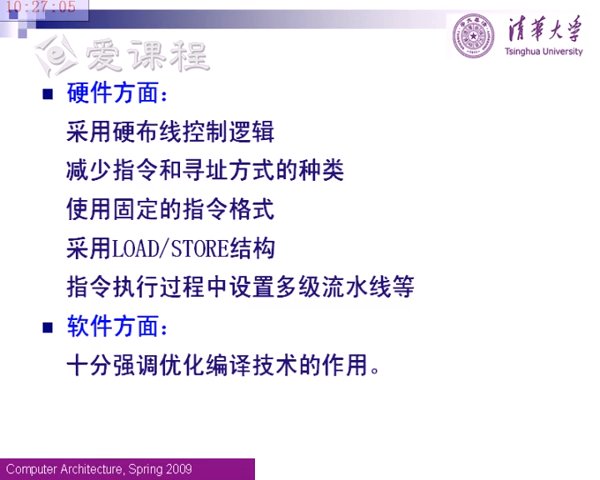 10:27:05
爱课程
清华大学
Tsinghua University
硬件方面：
采用硬布线控制逻辑
减少指令和寻址方式的种类
使用固定的指令格式
采用LOAD/STORE结构
指令执行过程中设置多级流水线等
软件方面：
十分强调优化编译技术的作用。
Computer Architecture, Spring 2009